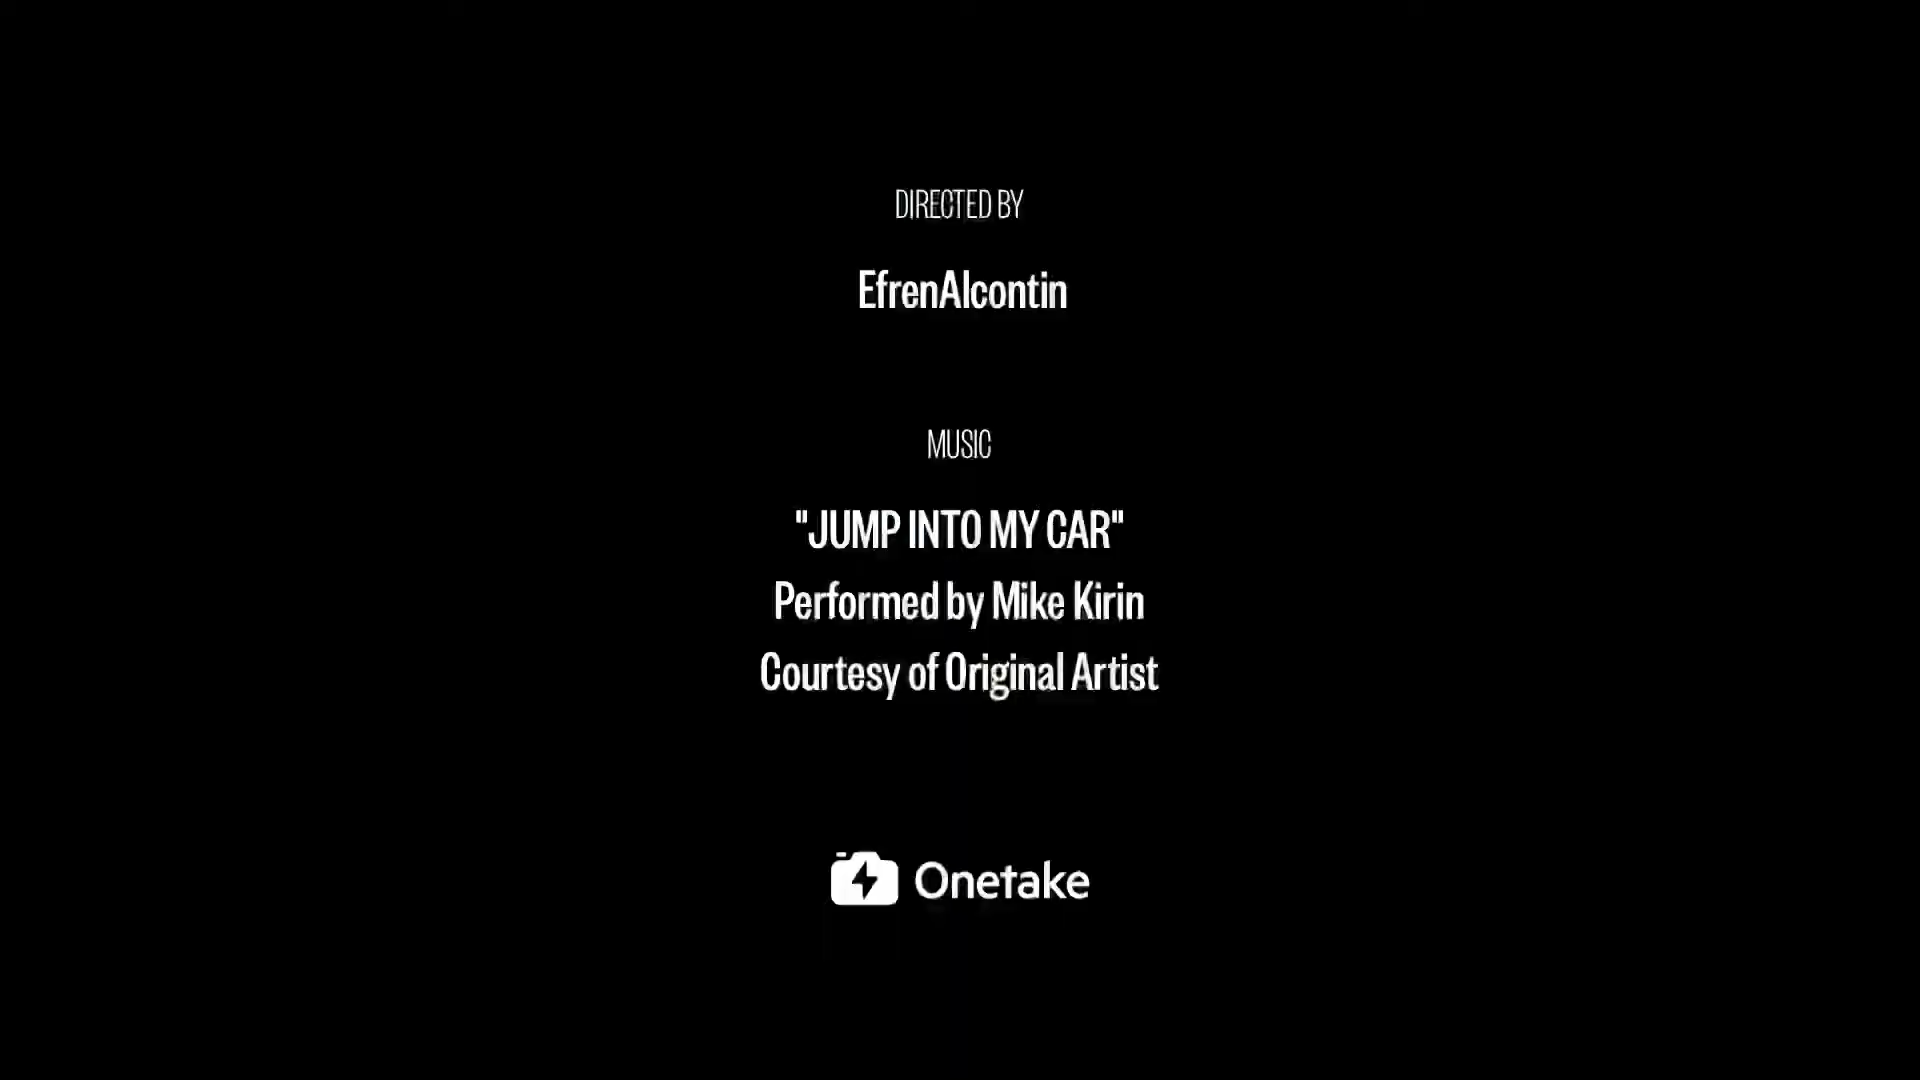 DIRECTED BY
EfrenAlcontin
MUSIC
"JUMP INTO MY CAR"
Performed by Mike Kirin
Courtesy of Original Artist
Onetake